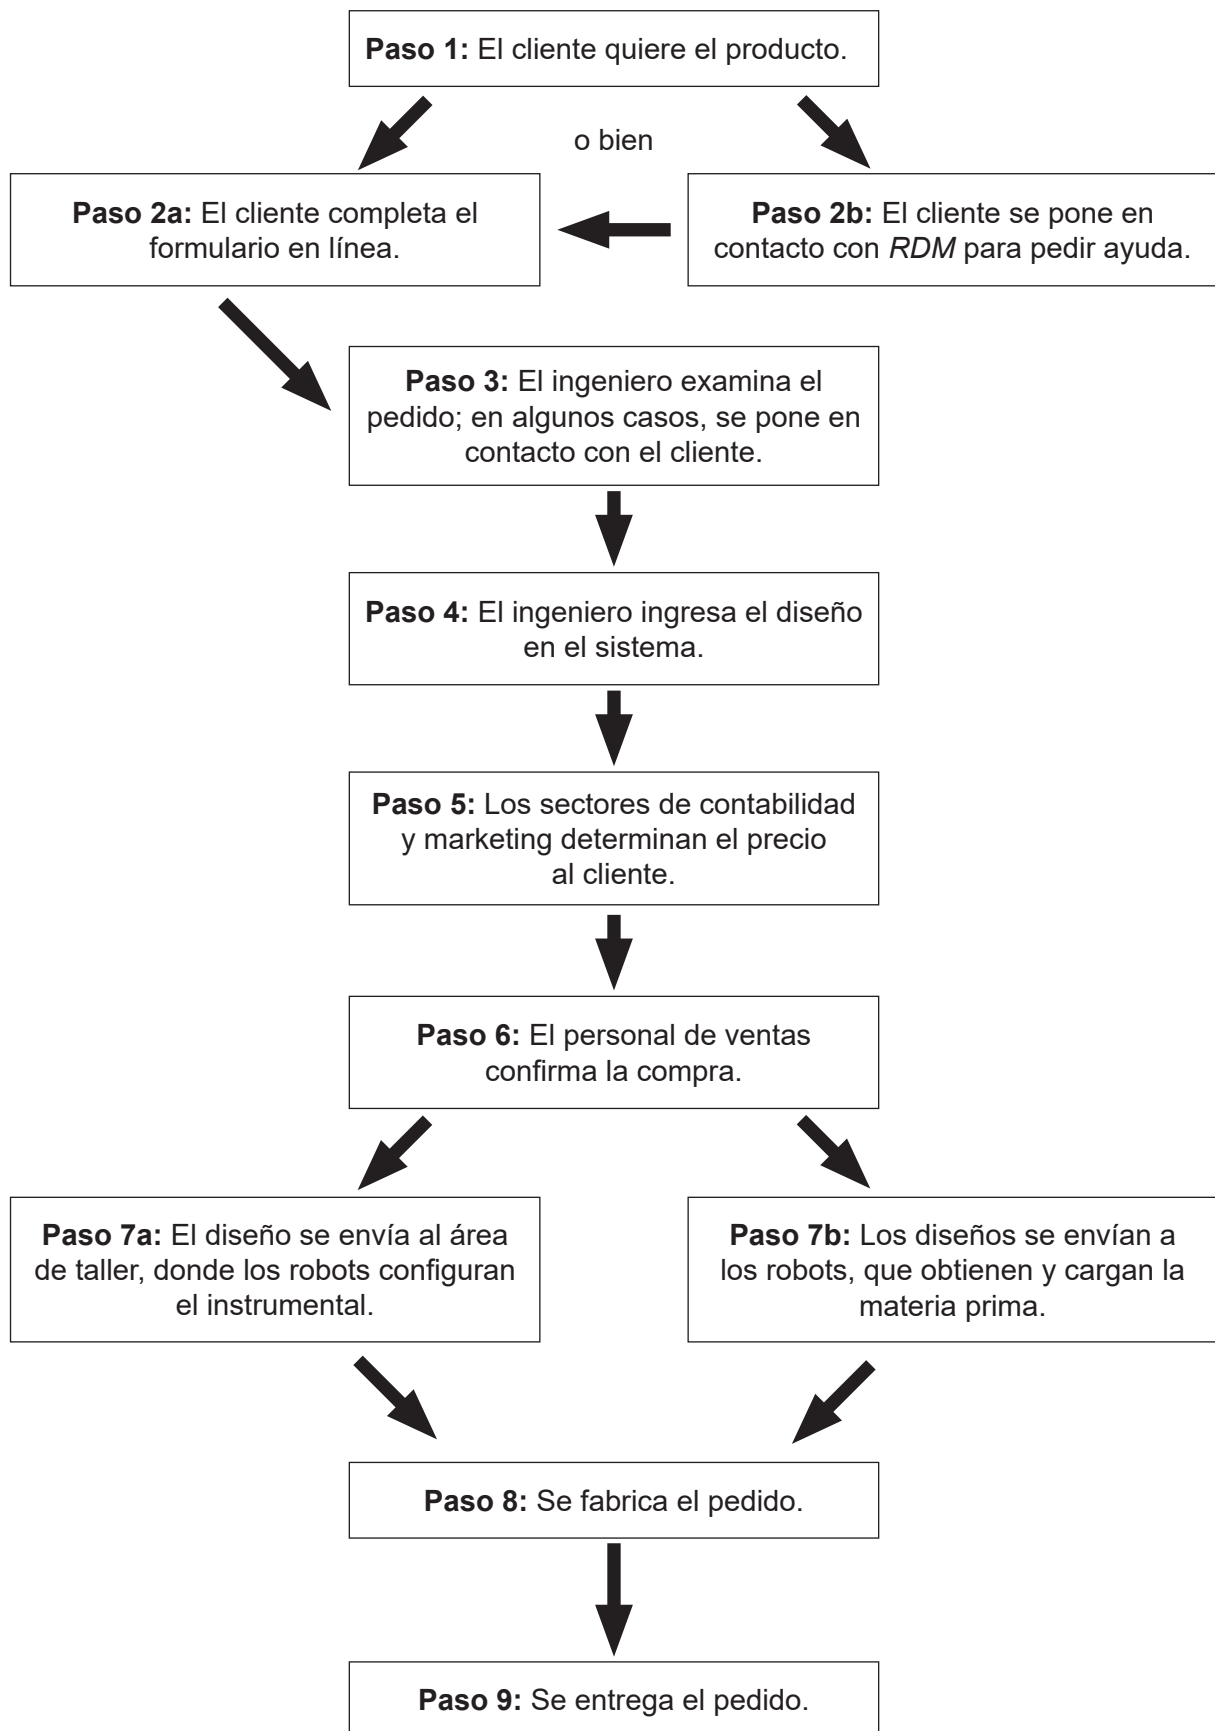 Paso 1: El cliente quiere el producto.
o bien
Paso 2a: El cliente completa el
formulario en línea.
Paso 2b: El cliente se pone en
contacto con RDM para pedir ayuda.
Paso 3: El ingeniero examina el
pedido; en algunos casos, se pone en
contacto con el cliente.
Paso 4: El ingeniero ingresa el diseño
en el sistema.
Paso 5: Los sectores de contabilidad
y marketing determinan el precio
al cliente.
Paso 6: El personal de ventas
confirma la compra.
Paso 7a: El diseño se envía al área
de taller, donde los robots configuran
el instrumental.
Paso 7b: Los diseños se envían a
los robots, que obtienen y cargan la
materia prima.
Paso 8: Se fabrica el pedido.
Paso 9: Se entrega el pedido.